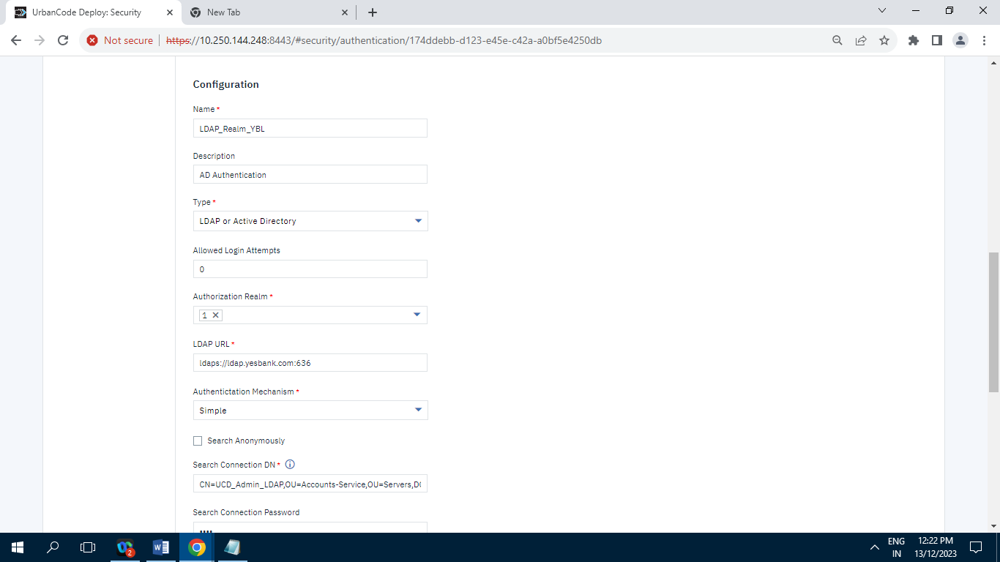 UrbanCode Deploy: Security
New Tab
Not secure
https://10.250.144.248:8443/#security/authentication/174ddebb-d123-e45e-c42a-a0bf5e4250db
Configuration
Name *
LDAP_Realm_YBL
Description
AD Authentication
Type *
LDAP or Active Directory
Allowed Login Attempts
0
Authorization Realm *
1
LDAP URL *
ldaps://ldap.yesbank.com:636
Authentictation Mechanism *
Simple
Search Anonymously
Search Connection DN *
CN=UCD_Admin_LDAP,OU=Accounts-Service,OU=Servers,DC
Search Connection Password
••••
2
ENG
IN
12:22 PM
13/12/2023